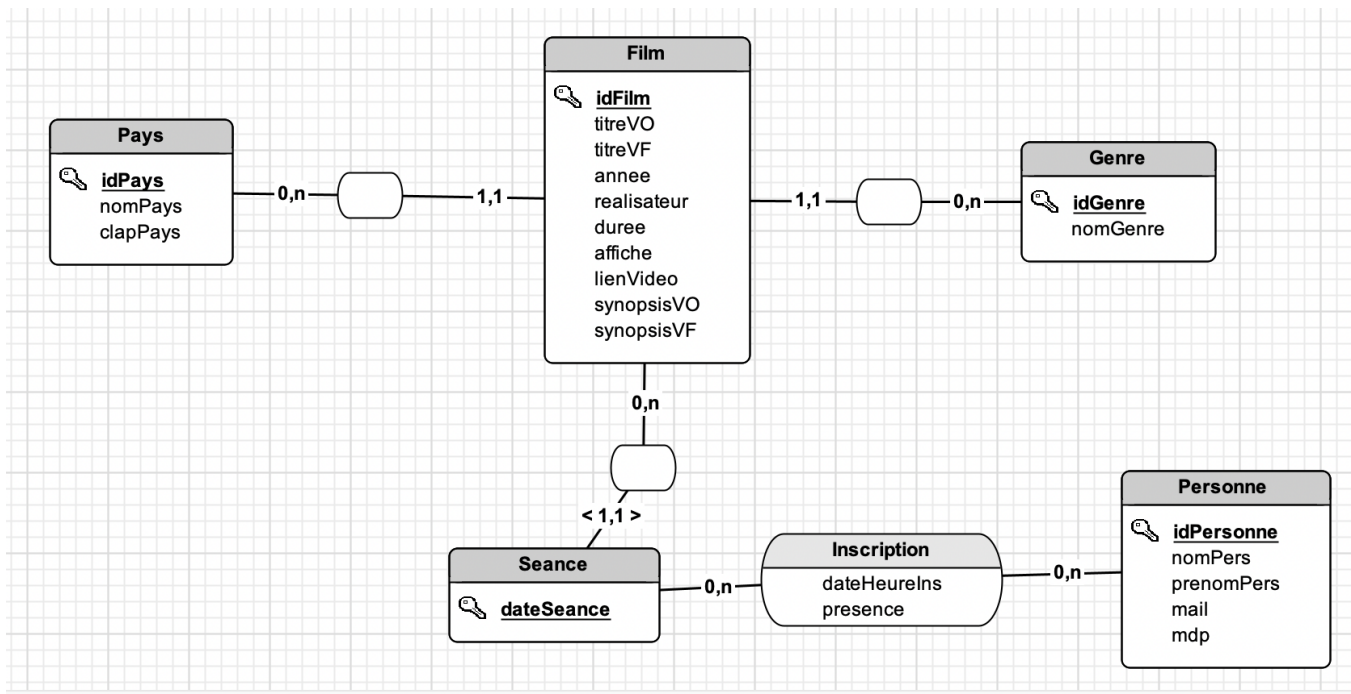 Film
idFilm
titreVO
titreVF
annee
realisateur
duree
affiche
lienVideo
synopsisVO
synopsisVF
Pays
idPays
nomPays
clapPays
0,n
1,1
1,1
0,n
Genre
idGenre
nomGenre
0,n
< 1,1 >
Seance
dateSeance
0,n
Inscription
dateHeureIns
presence
0,n
Personne
idPersonne
nomPers
prenomPers
mail
mdp